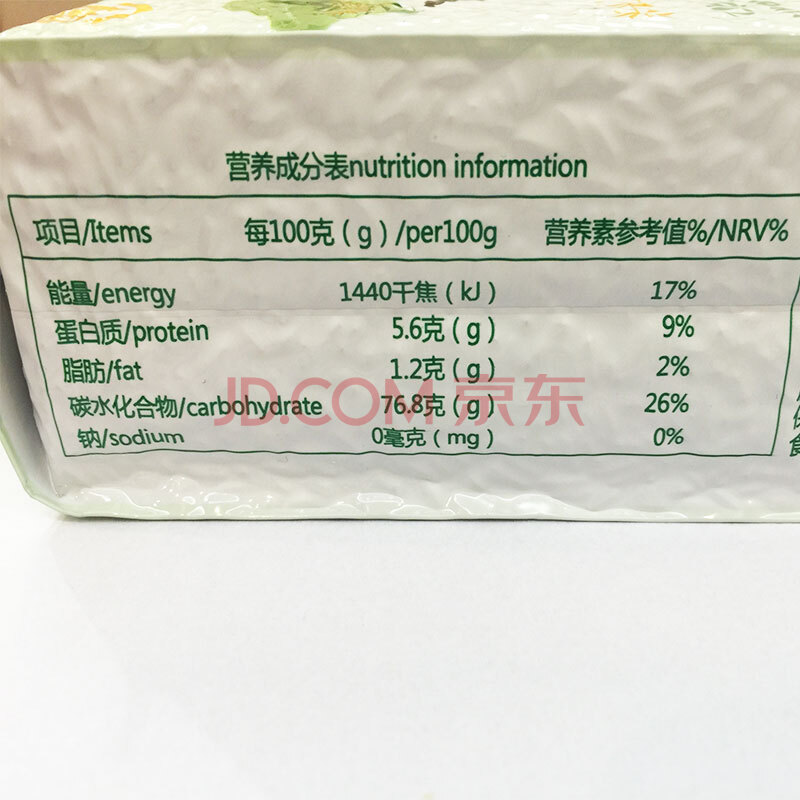 营养成分表nutrition information
项目/Items 每100克(g)/per100g 营养素参考值%/NRV%
能量/energy 1440千焦(kJ) 17%
蛋白质/protein 5.6克(g) 9%
脂肪/fat 1.2克(g) 2%
JD.COM 京东
碳水化合物/carbohydrate 76.8克(g) 26%
钠/sodium 0毫克(mg) 0%